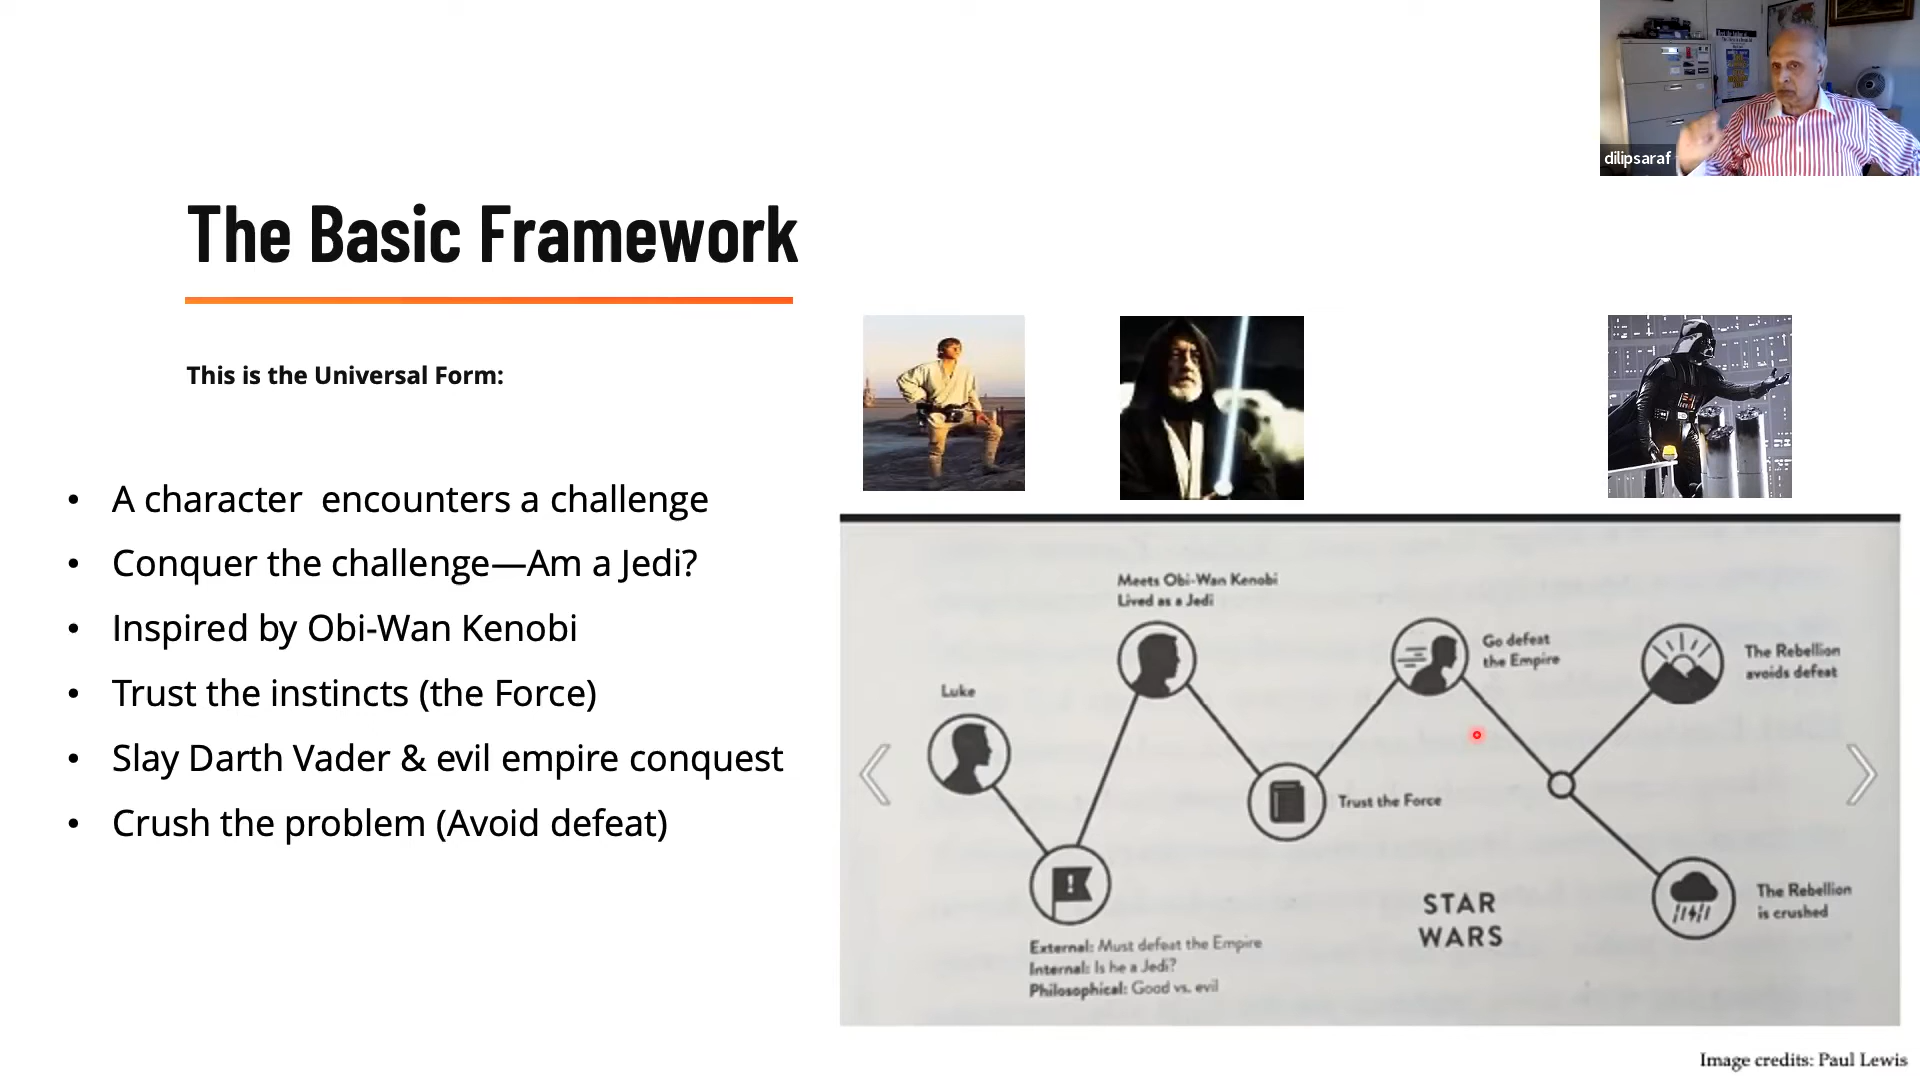 dilipsaraf
The Basic Framework
This is the Universal Form:
• A character  encounters a challenge
• Conquer the challenge—Am a Jedi?
• Inspired by Obi-Wan Kenobi
• Trust the instincts (the Force)
• Slay Darth Vader & evil empire conquest
• Crush the problem (Avoid defeat)
Meets Obi-Wan Kenobi
Lived as a Jedi
Luke
Go defeat
the Empire
The Rebellion
avoids defeat
Trust the Force
External: Must defeat the Empire
Internal: Is he a Jedi?
Philosophical: Good vs. evil
STAR
WARS
The Rebellion
is crushed
Image credits: Paul Lewis